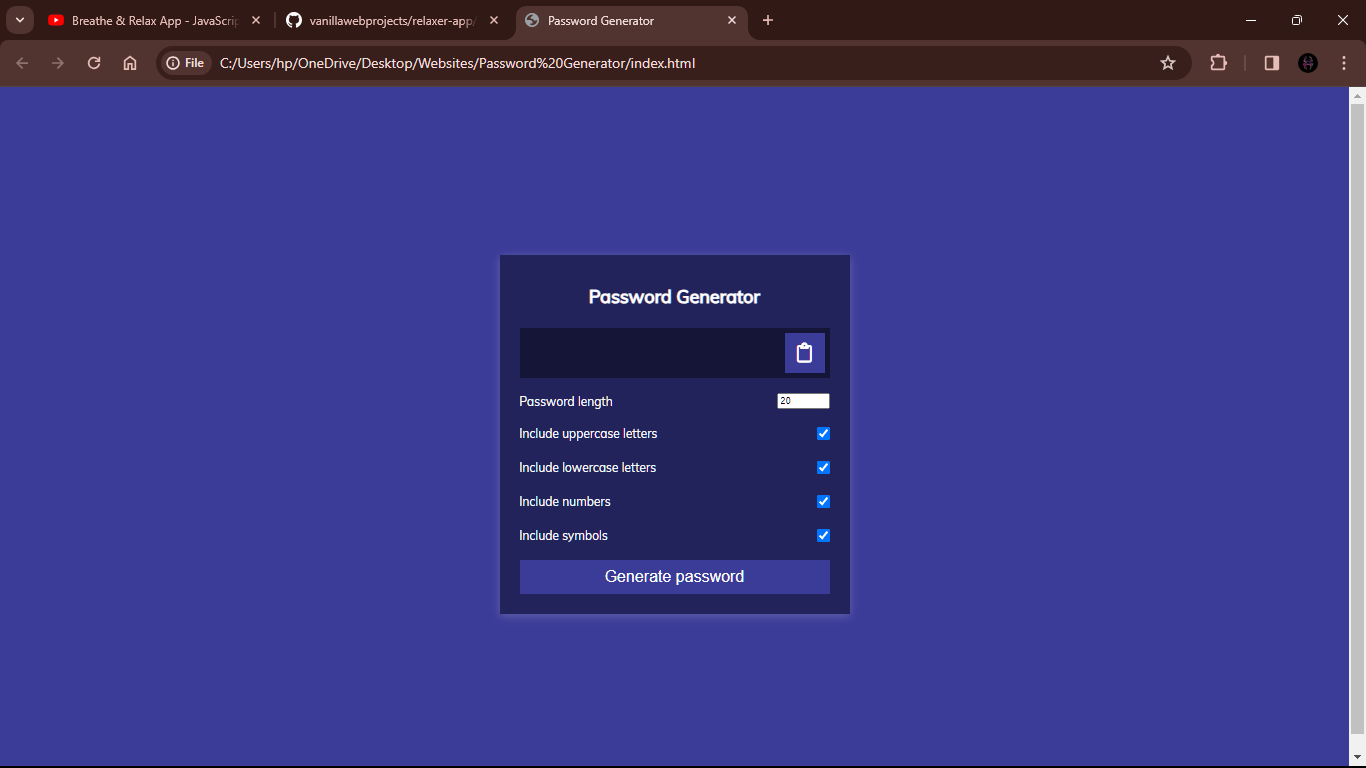 Breathe & Relax App - JavaScrip
vanillawebprojects/relaxer-app/
Password Generator
File
C:/Users/hp/OneDrive/Desktop/Websites/Password%20Generator/index.html
Password Generator
Password length
20
Include uppercase letters
Include lowercase letters
Include numbers
Include symbols
Generate password